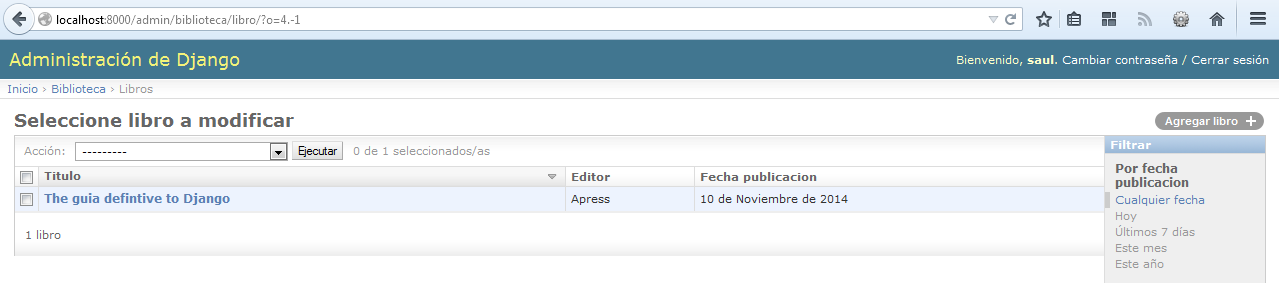 localhost:8000/admin/biblioteca/libro/?o=4.-1
Administración de Django
Bienvenido, saul. Cambiar contraseña / Cerrar sesión
Inicio › Biblioteca › Libros
Seleccione libro a modificar
Agregar libro +
Acción: --------- Ejecutar 0 de 1 seleccionados/as
Titulo Editor Fecha publicacion
The guia defintive to Django Apress 10 de Noviembre de 2014
1 libro
Filtrar
Por fecha
publicacion
Cualquier fecha
Hoy
Últimos 7 días
Este mes
Este año